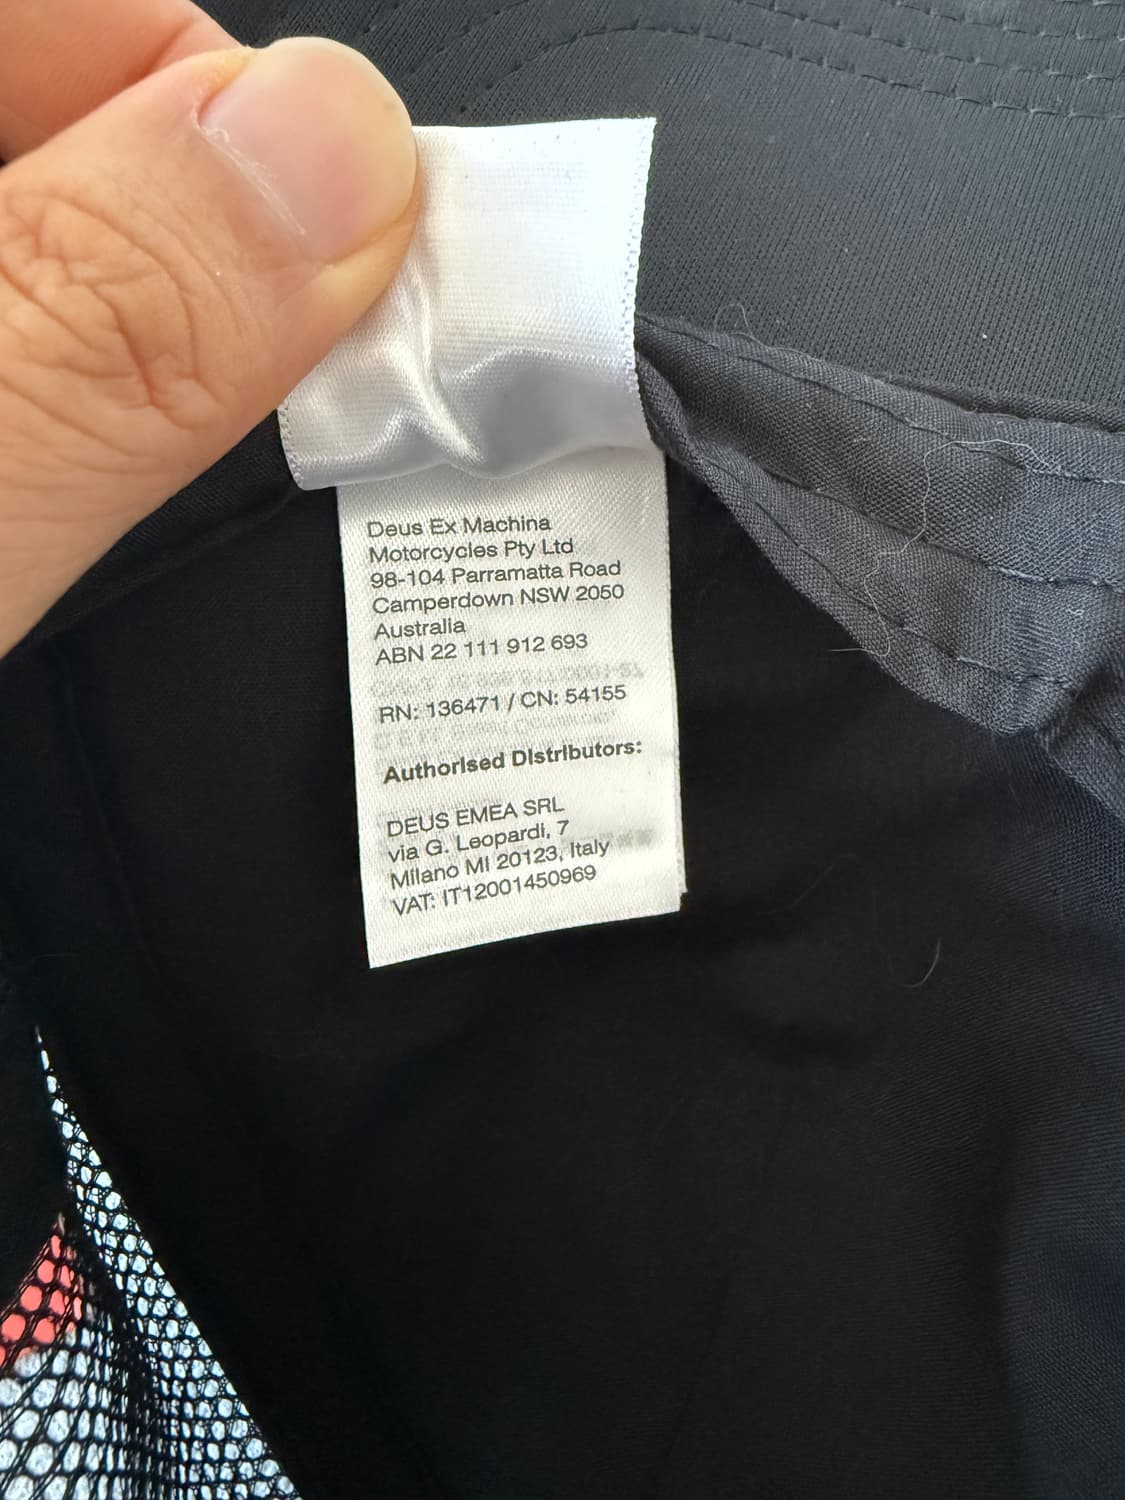 Deus Ex Machina
Motorcycles Pty Ltd
98-104 Parramatta Road
Camperdown NSW 2050
Australia
ABN 22 111 912 693
RN: 136471 / CN: 54155
Authorised Distributors:
DEUS EMEA SRL
via G. Leopardi, 7
Milano MI 20123, Italy
VAT: IT12001450969